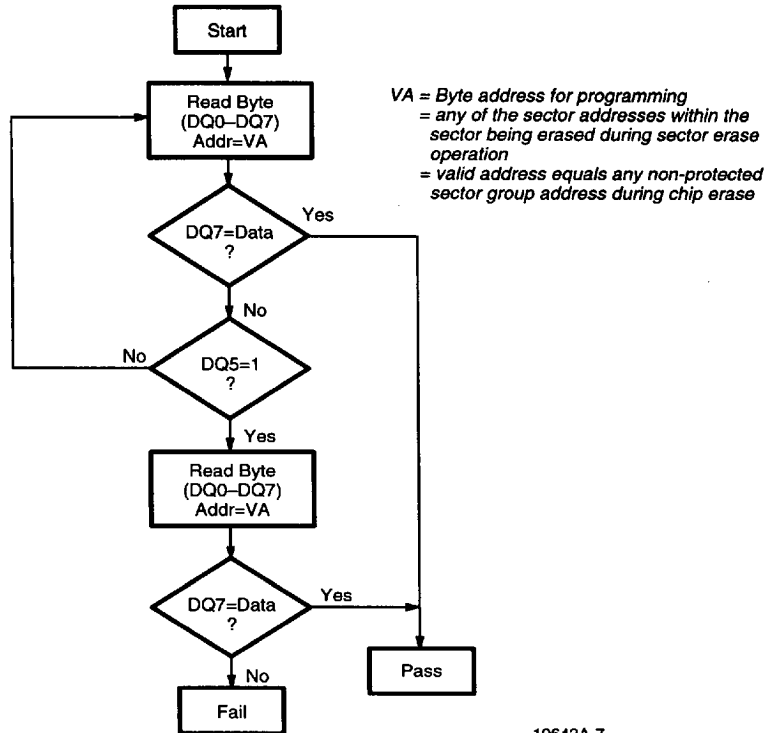 Start
Read Byte
(DQ0–DQ7)
Addr=VA
VA = Byte address for programming
= any of the sector addresses within the
sector being erased during sector erase
operation
= valid address equals any non-protected
sector group address during chip erase
DQ7=Data
?
Yes
No
DQ5=1
?
No
Yes
Read Byte
(DQ0–DQ7)
Addr=VA
DQ7=Data
?
Yes
No
Pass
Fail